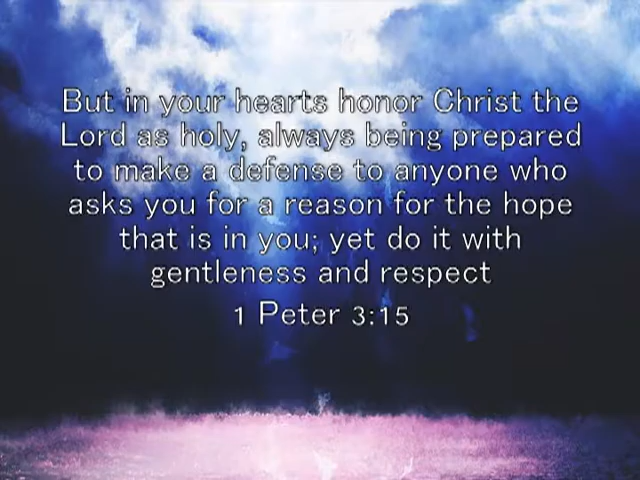 But in your hearts honor Christ the
Lord as holy, always being prepared
to make a defense to anyone who
asks you for a reason for the hope
that is in you; yet do it with
gentleness and respect
1 Peter 3:15